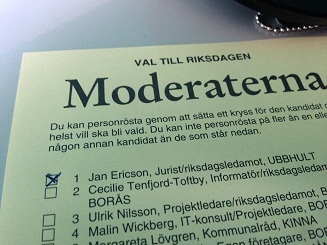 VAL TILL RIKSDAGEN
Moderaterna
Du kan personrösta genom att sätta ett kryss för den kandidat
helst vill ska bli vald. Du kan inte personrösta på fler än en
någon annan kandidat än de som står nedan.
1 Jan Ericson, Jurist/riksdagsledamot, UBBHULT
2 Cecilie Tenfjord-Toftby, Informatör/riksdagsledamot
BORÅS
3 Ulrik Nilsson, Projektledare/riksdagsledamot,
4 Malin Wickberg, IT-konsult/Projektledare,
Margareta Lövgren, Kommunalråd, KINNA
företagare, BORÅS